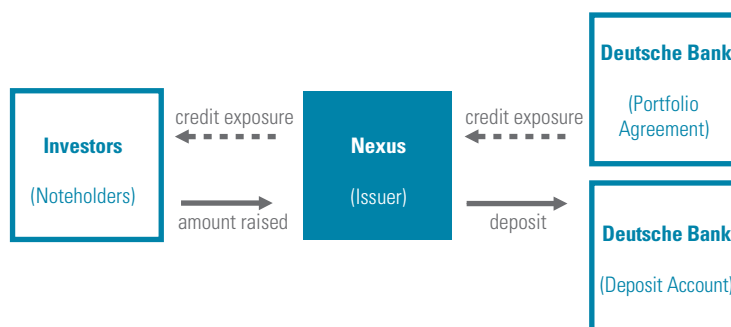 Investors
(Noteholders)
credit exposure
amount raised
Nexus
(Issuer)
credit exposure
deposit
Deutsche Bank
(Portfolio
Agreement)
Deutsche Bank
(Deposit Account)